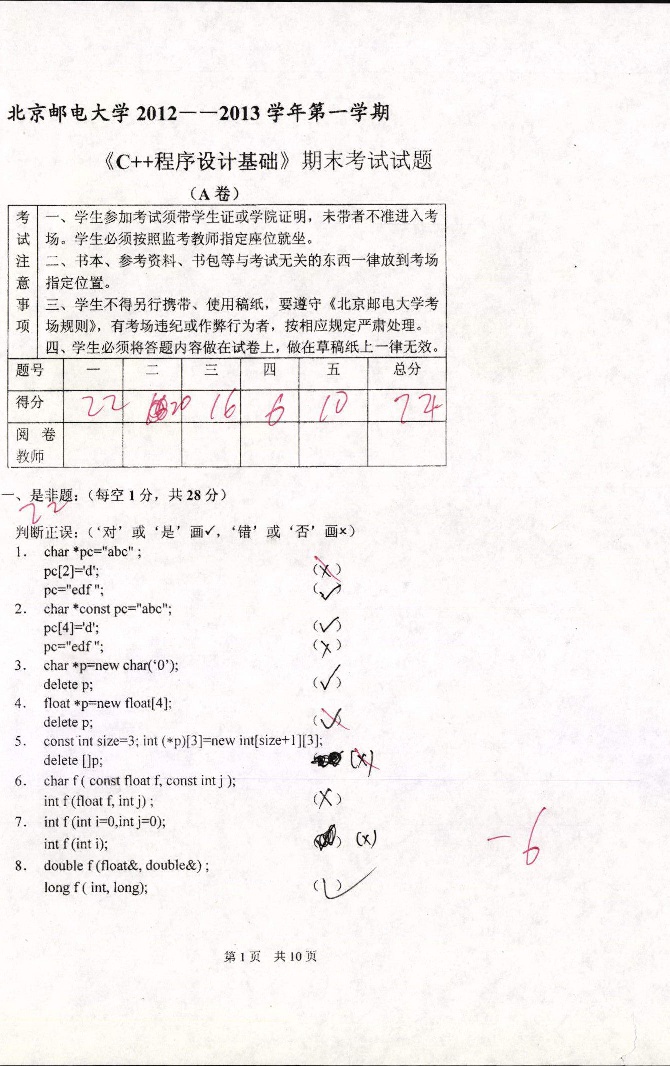 北京邮电大学 2012——2013 学年第一学期
《C++程序设计基础》期末考试试题
（A 卷）
考试注意事项
一、学生参加考试须带学生证或学院证明，未带者不准进入考
场。学生必须按照监考教师指定座位就坐。
二、书本、参考资料、书包等与考试无关的东西一律放到考场
指定位置。
三、学生不得另行携带、使用稿纸，要遵守《北京邮电大学考
场规则》，有考场违纪或作弊行为者，按相应规定严肃处理。
四、学生必须将答题内容做在试卷上，做在草稿纸上一律无效。
题号 一 二 三 四 五 总分
得分 22 20 16 6 10 74
阅 卷
教师
一、是非题：（每空 1 分，共 28 分）
22
判断正误：（‘对’或‘是’画✓，‘错’或‘否’画×）
1. char *pc="abc" ;
pc[2]='d'; (×)
pc="edf "; (✓)
2. char *const pc="abc";
pc[4]='d'; (✓)
pc="edf "; (×)
3. char *p=new char(‘0’);
delete p; (✓)
4. float *p=new float[4];
delete p; (✓)
5. const int size=3; int (*p)[3]=new int[size+1][3];
delete []p; (×)
6. char f ( const float f, const int j );
int f (float f, int j) ; (×)
7. int f (int i=0,int j=0);
int f (int i); (×)
-6
8. double f (float&, double&) ;
long f ( int, long); (✓)
第 1 页 共 10 页